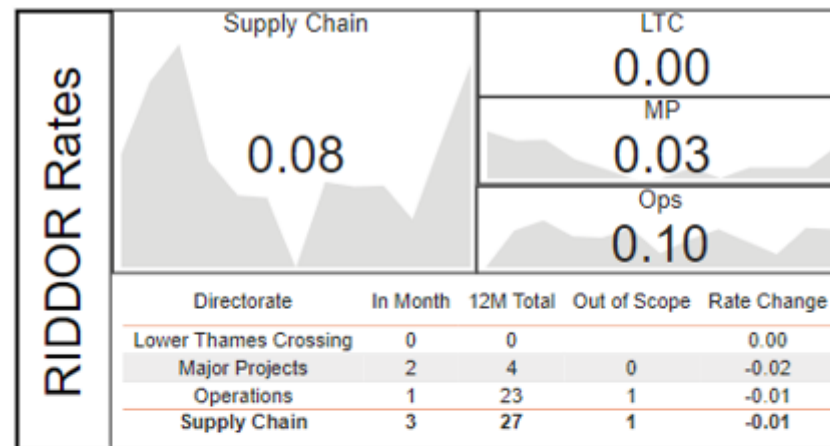 RIDDOR Rates
Supply Chain
0.08
LTC
0.00
MP
0.03
Ops
0.10
Directorate In Month 12M Total Out of Scope Rate Change
Lower Thames Crossing 0 0 0.00
Major Projects 2 4 0 -0.02
Operations 1 23 1 -0.01
Supply Chain 3 27 1 -0.01